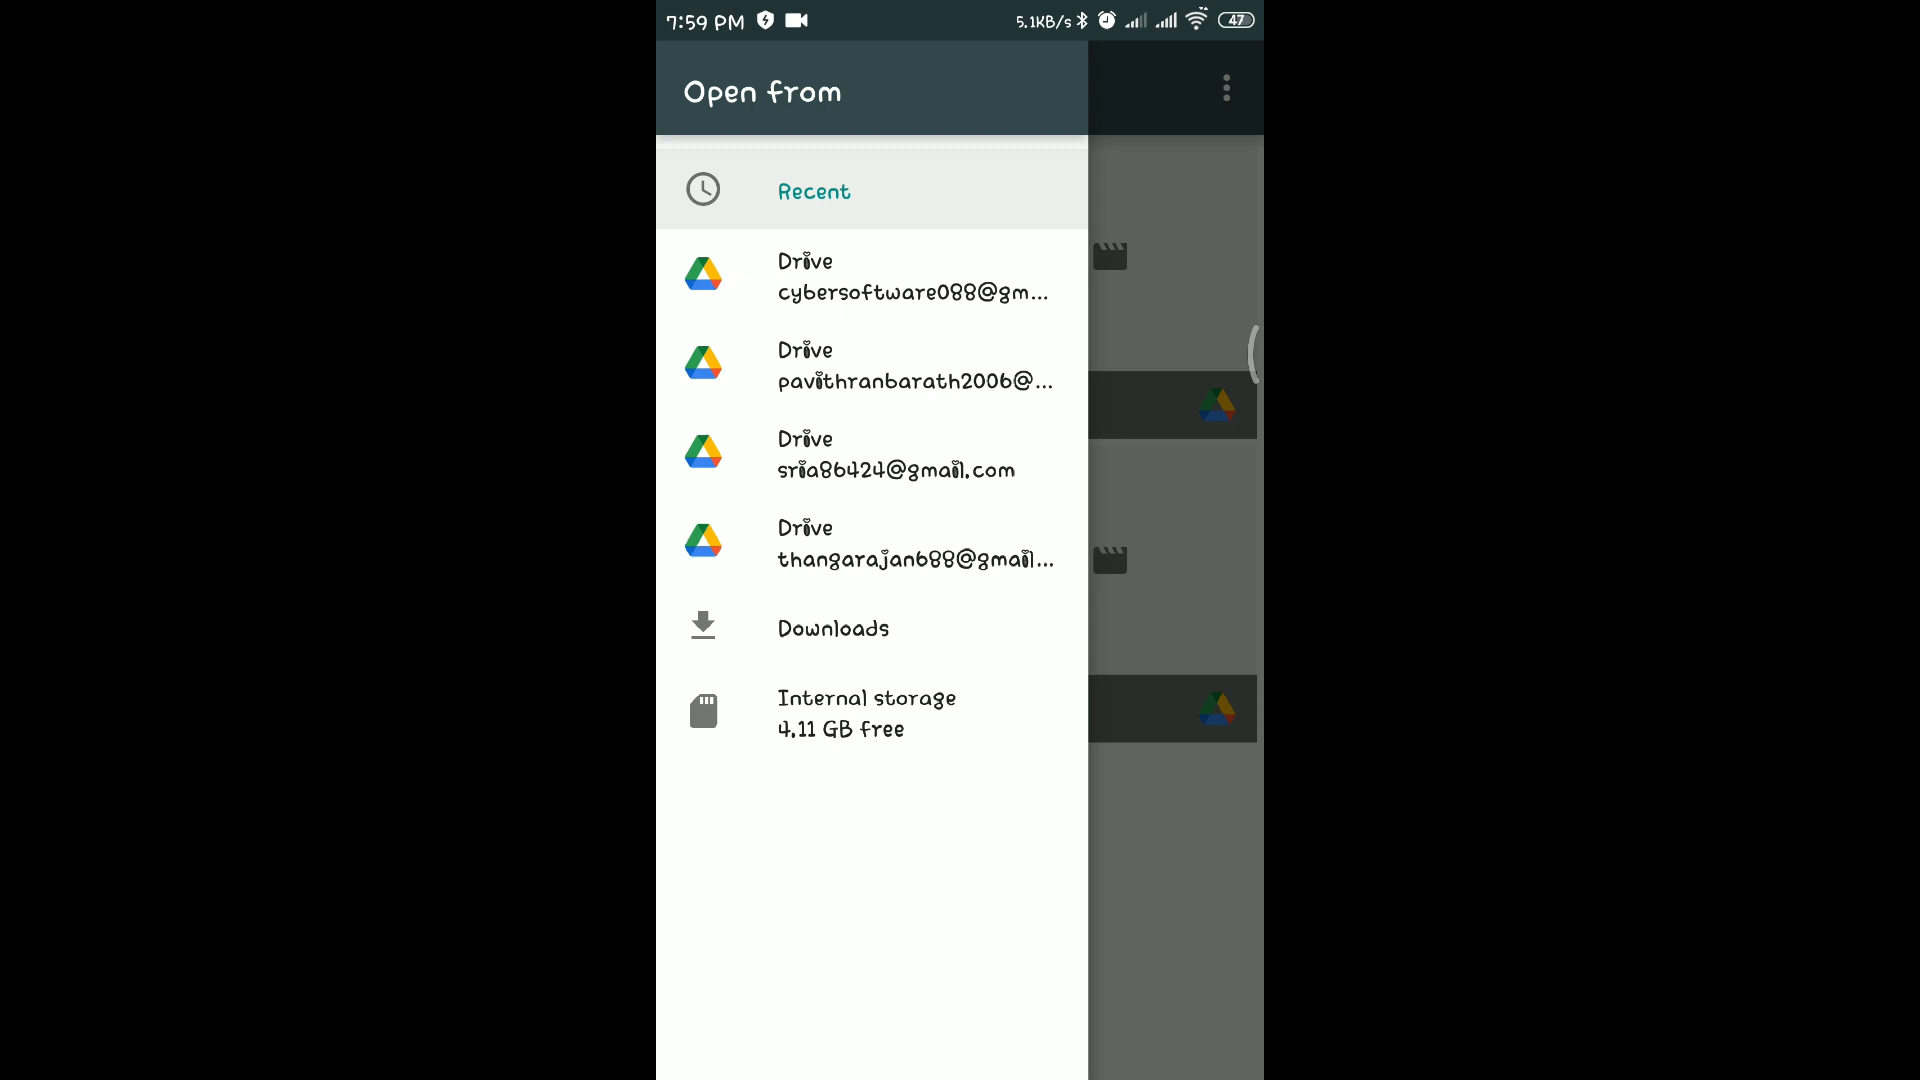 7:59 PM
5.1KB/s
47
Open from
Recent
Drive
cybersoftware088@gm...
Drive
pavithranbarath2006@...
Drive
sria86424@gmail.com
Drive
thangarajan688@gmail...
Downloads
Internal storage
4.11 GB free